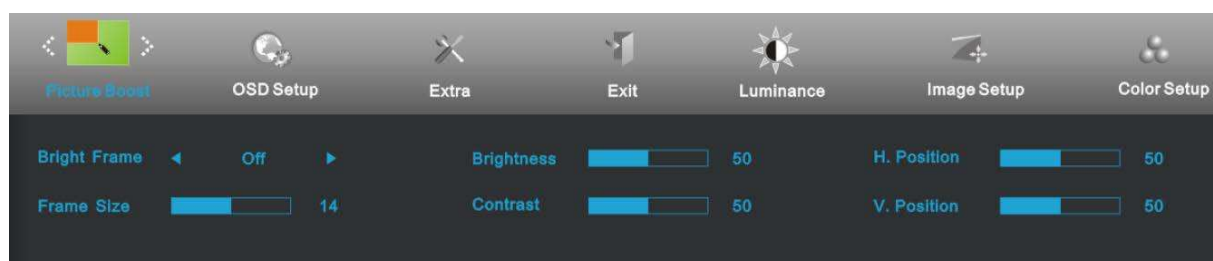 Picture Boost OSD Setup Extra Exit Luminance Image Setup Color Setup
Bright Frame Off Brightness 50 H. Position 50
Frame Size 14 Contrast 50 V. Position 50